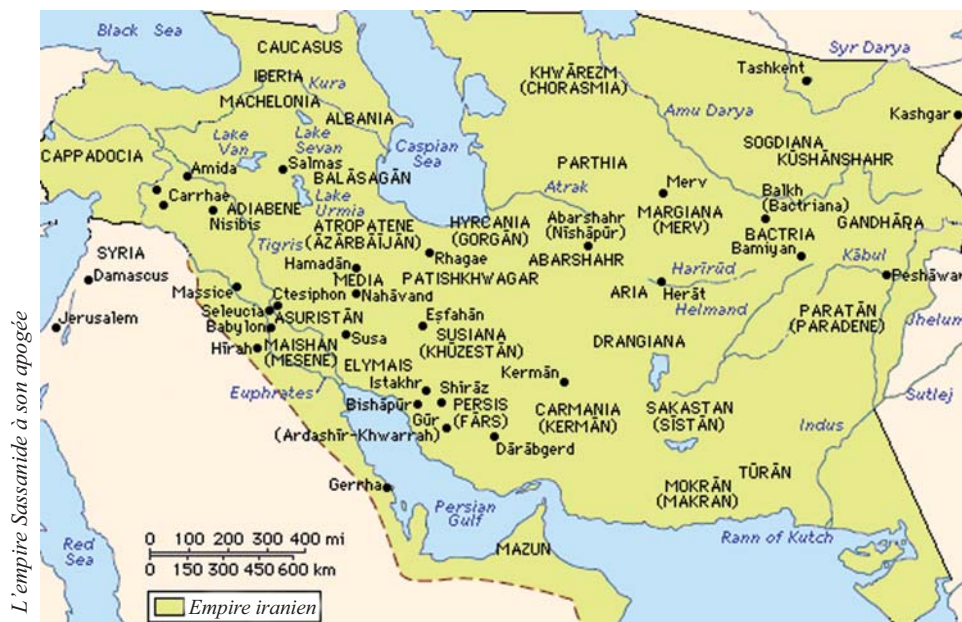 L'empire Sassanide à son apogée
Black Sea
CAUCASUS
IBERIA
Kura
MACHELONIA
ALBANIA
Lake
Van
Lake
Sevan
CAPPADOCIA
Amida
Salmas
BALĀSAGĀN
Carrhae
ADIABENE
Nisibis
Lake
Urmia
ATROPATENE
(ĀZĀRBĀIJĀN)
Tigris
SYRIA
Damascus
Jerusalem
Hamadān
MEDIA
Nahāvand
Massice
Ctesiphon
Seleucia
ASURISTĀN
Babylon
MAISHĀN
(MESENE)
Hīrah
Susa
Euphrates
ELYMAIS
Istakhr
Bishāpūr
Shīrāz
Gūr
(Ardashīr-Khwarrah)
PERSIS
(FĀRS)
Dārābgerd
Gerrha
Persian
Gulf
MAZUN
Red
Sea
Caspian
Sea
KHWĀREZM
(CHORASMIA)
Syr Darya
Tashkent
Kashgar
Amu Darya
SOGDIANA
KŪSHĀNSHAHR
PARTHIA
Atrak
Merv
MARGIANA
(MERV)
Balkh
(Bactriana)
BACTRIA
Bamiyan
GANDHĀRA
HYRCANIA
(GORGĀN)
Abarshahr
(Nīshāpūr)
ABARSHAHR
Rhagae
PATISHKHWAGAR
Harīrūd
ARIA
Herāt
Helmand
Kābul
Peshāwar
PARATĀN
(PARADENE)
Jhelum
Eşfahān
SUSIANA
(KHŪZESTĀN)
DRANGIANA
Kermān
CARMANIA
(KERMĀN)
SAKASTAN
(SĪSTĀN)
Sutlej
Indus
TŪRĀN
MOKRĀN
(MAKRAN)
Rann of Kutch
0 100 200 300 400 mi
0 150 300 450 600 km
Empire iranien